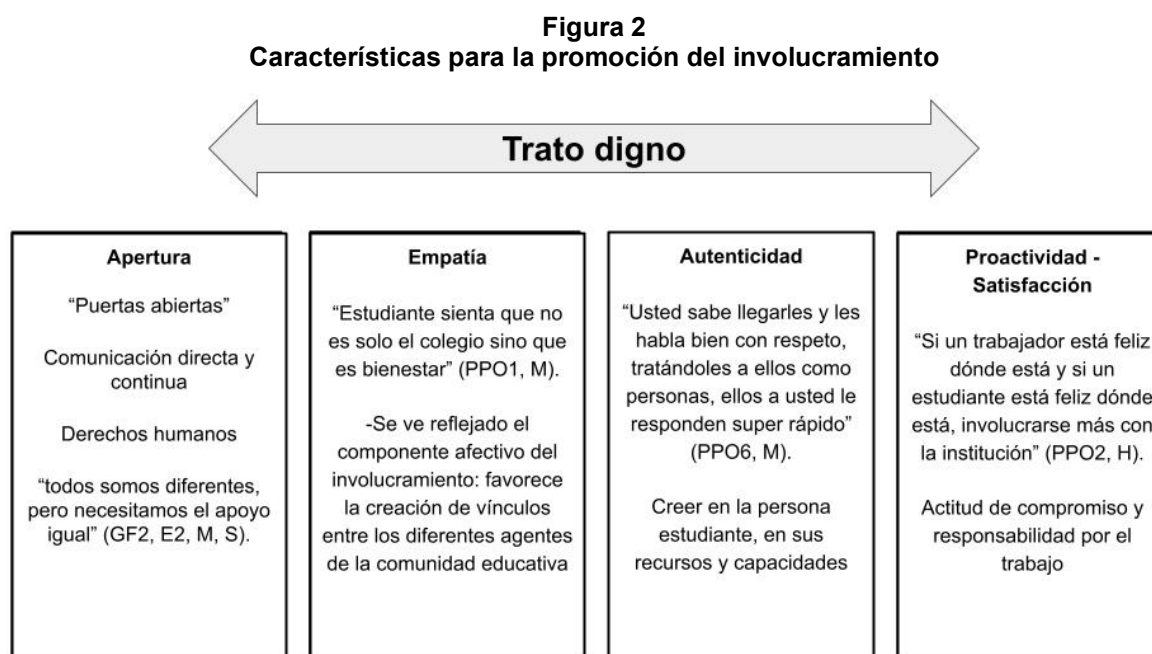 Figura 2
Características para la promoción del involucramiento
Trato digno
Apertura
“Puertas abiertas”
Comunicación directa y
continua
Derechos humanos
“todos somos diferentes,
pero necesitamos el apoyo
igual” (GF2, E2, M, S).
Empatía
“Estudiante sienta que no
es solo el colegio sino que
es bienestar” (PPO1, M).
-Se ve reflejado el
componente afectivo del
involucramiento: favorece
la creación de vínculos
entre los diferentes agentes
de la comunidad educativa
Autenticidad
“Usted sabe llegarles y les
habla bien con respeto,
tratándoles a ellos como
personas, ellos a usted le
responden super rápido”
(PPO6, M).
Creer en la persona
estudiante, en sus
recursos y capacidades
Proactividad -
Satisfacción
“Si un trabajador está feliz
dónde está y si un
estudiante está feliz dónde
está, involucrarse más con
la institución” (PPO2, H).
Actitud de compromiso y
responsabilidad por el
trabajo